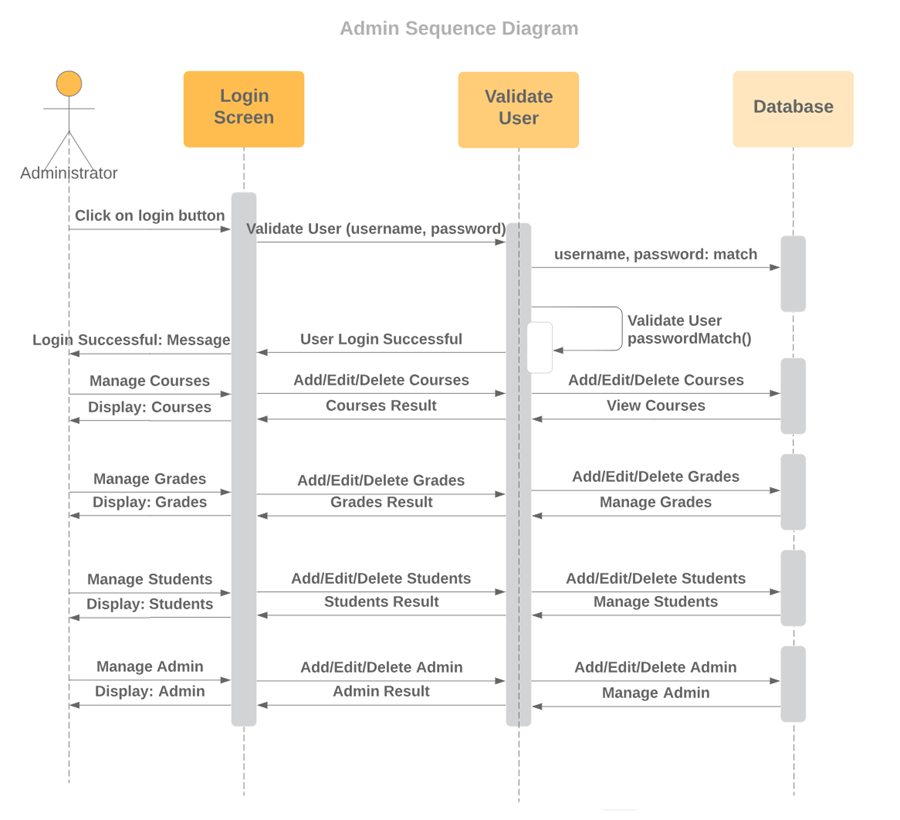 Admin Sequence Diagram
Login
Screen
Validate
User
Database
Administrator
Click on login button
Validate User (username, password)
username, password: match
Validate User
passwordMatch()
Login Successful: Message
User Login Successful
Manage Courses
Add/Edit/Delete Courses
Add/Edit/Delete Courses
Display: Courses
Courses Result
View Courses
Manage Grades
Add/Edit/Delete Grades
Add/Edit/Delete Grades
Display: Grades
Grades Result
Manage Grades
Manage Students
Add/Edit/Delete Students
Add/Edit/Delete Students
Display: Students
Students Result
Manage Students
Manage Admin
Add/Edit/Delete Admin
Add/Edit/Delete Admin
Display: Admin
Admin Result
Manage Admin